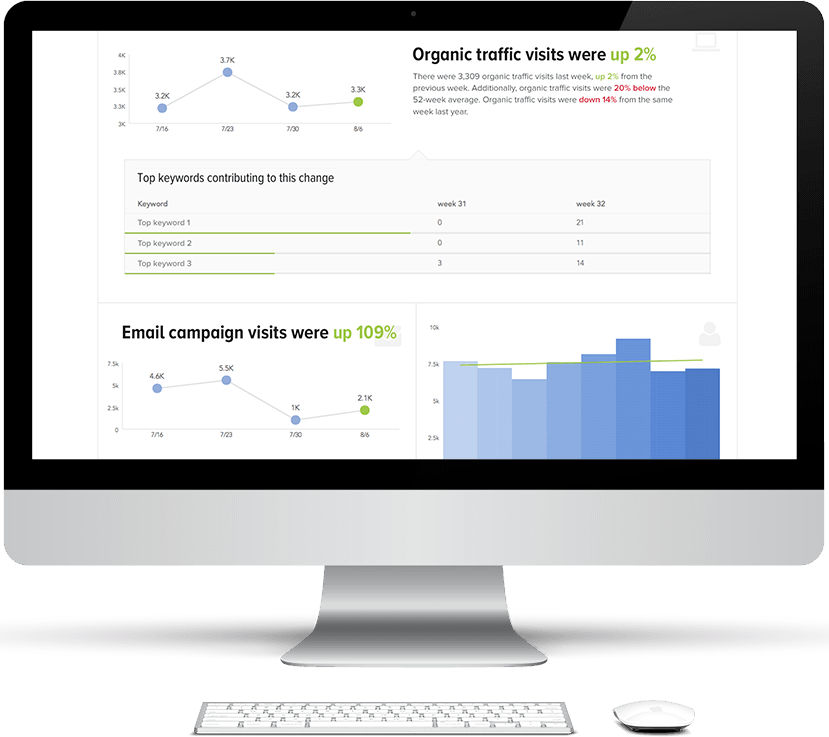 4K
3.8K
3.5K
3.3K
3K
3.2K
3.7K
3.2K
3.3K
7/16
7/23
7/30
8/6
Organic traffic visits were up 2%
There were 3,309 organic traffic visits last week, up 2% from the
previous week. Additionally, organic traffic visits were 20% below the
52-week average. Organic traffic visits were down 14% from the same
week last year.
Top keywords contributing to this change
Keyword week 31 week 32
Top keyword 1 0 21
Top keyword 2 0 11
Top keyword 3 3 14
Email campaign visits were up 109%
7.5k
5k
2.5k
0
4.6K
5.5K
1K
2.1K
7/16
7/23
7/30
8/6
10k
7.5k
5k
2.5k